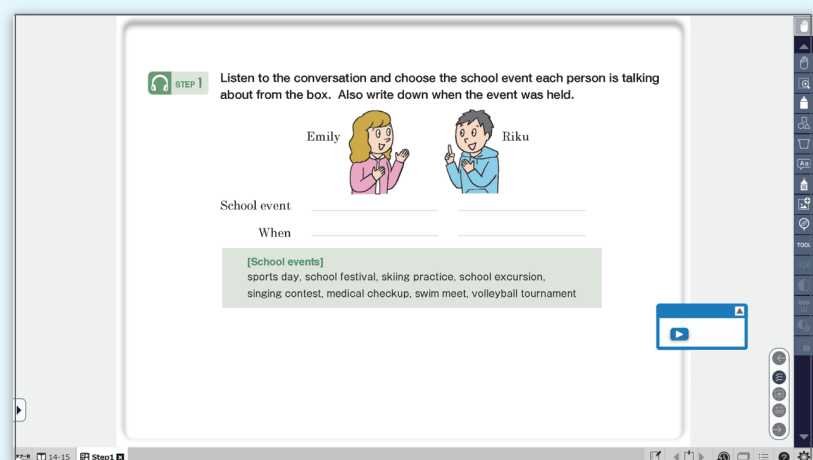 STEP 1
Listen to the conversation and choose the school event each person is talking
about from the box. Also write down when the event was held.
Emily
Riku
School event
When
[School events]
sports day, school festival, skiing practice, school excursion,
singing contest, medical checkup, swim meet, volleyball tournament
Aa
TOOL
14-15
Step1